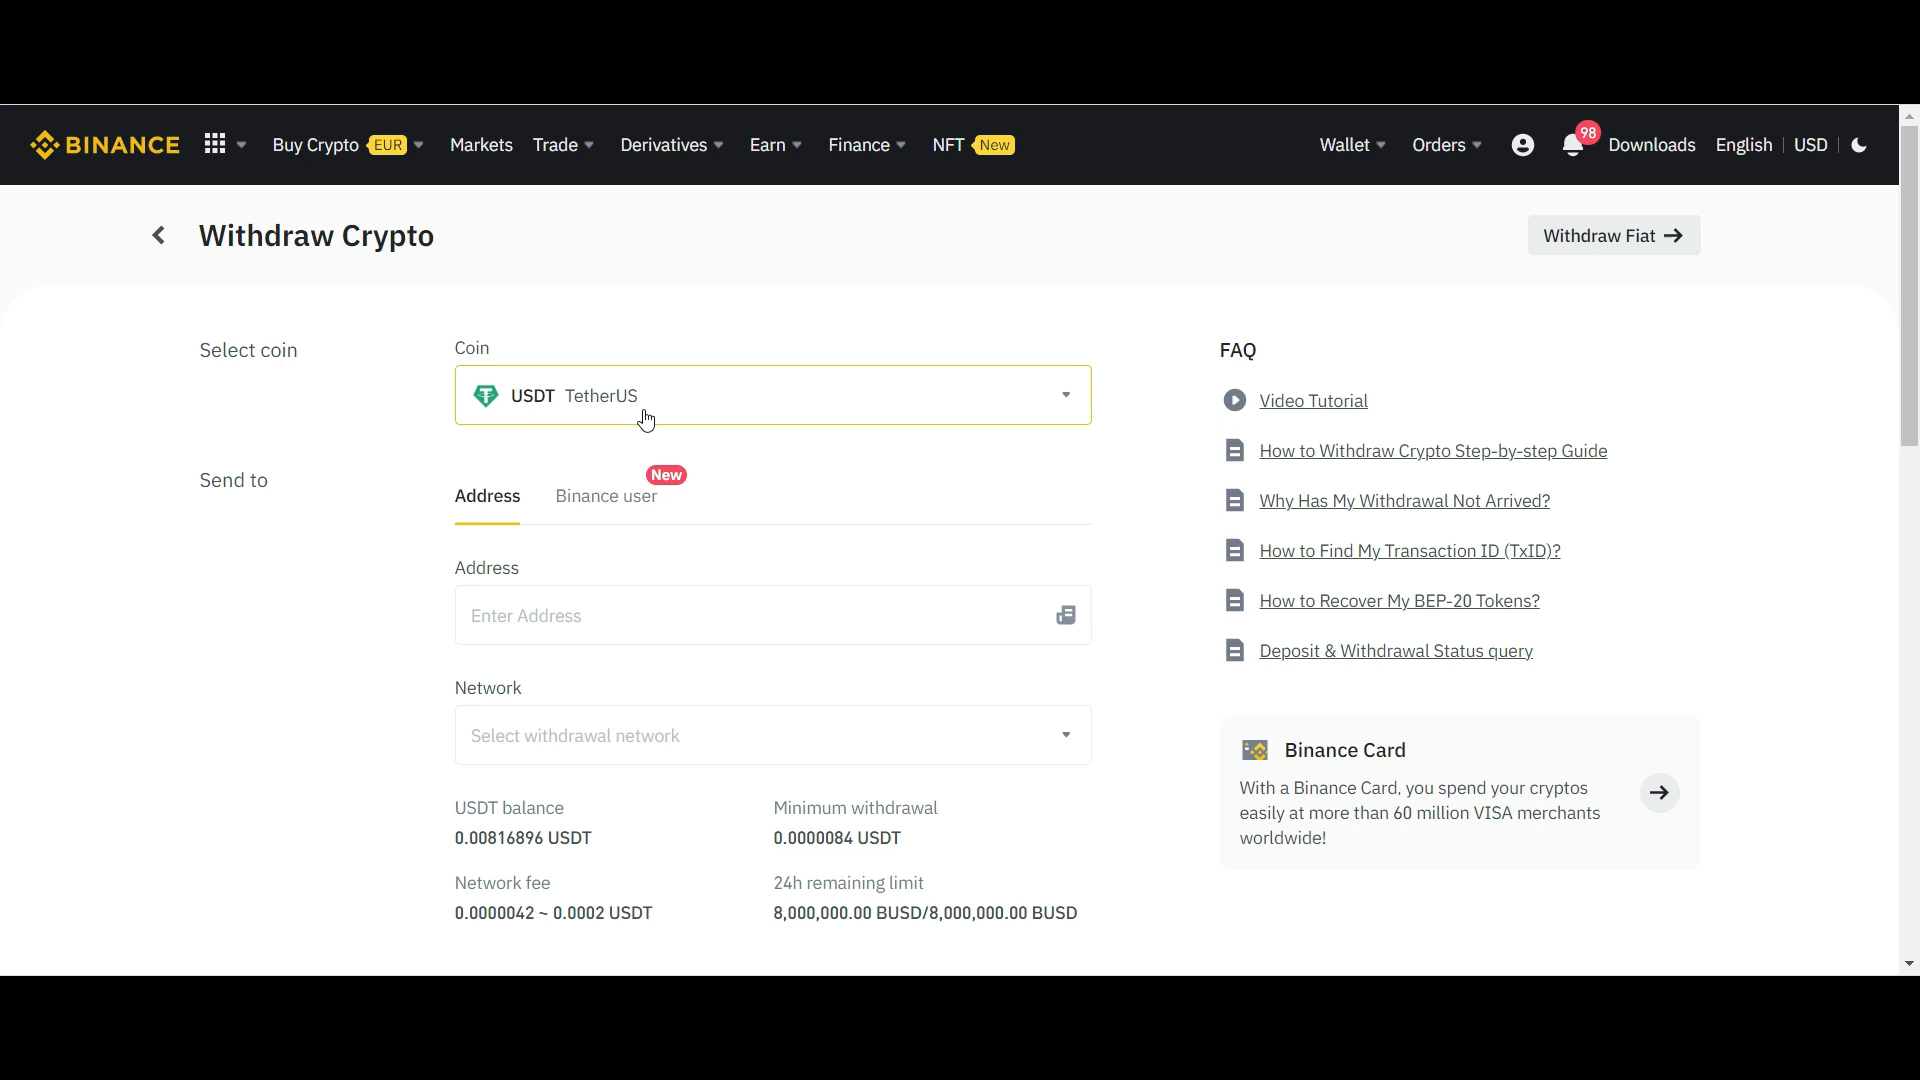 BINANCE
Buy Crypto EUR
Markets
Trade
Derivatives
Earn
Finance
NFT New
Wallet
Orders
98
Downloads
English
USD
Withdraw Crypto
Withdraw Fiat
Select coin
Coin
USDT TetherUS
Send to
Address
Binance user
New
Address
Enter Address
Network
Select withdrawal network
USDT balance
0.00816896 USDT
Minimum withdrawal
0.0000084 USDT
Network fee
0.0000042 ~ 0.0002 USDT
24h remaining limit
8,000,000.00 BUSD/8,000,000.00 BUSD
FAQ
Video Tutorial
How to Withdraw Crypto Step-by-step Guide
Why Has My Withdrawal Not Arrived?
How to Find My Transaction ID (TxID)?
How to Recover My BEP-20 Tokens?
Deposit & Withdrawal Status query
Binance Card
With a Binance Card, you spend your cryptos
easily at more than 60 million VISA merchants
worldwide!